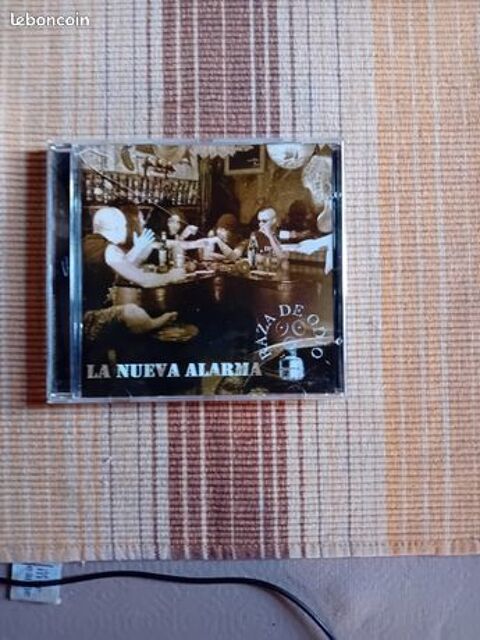 leboncoin
RAZA DE ODIO
LA NUEVA ALARMA